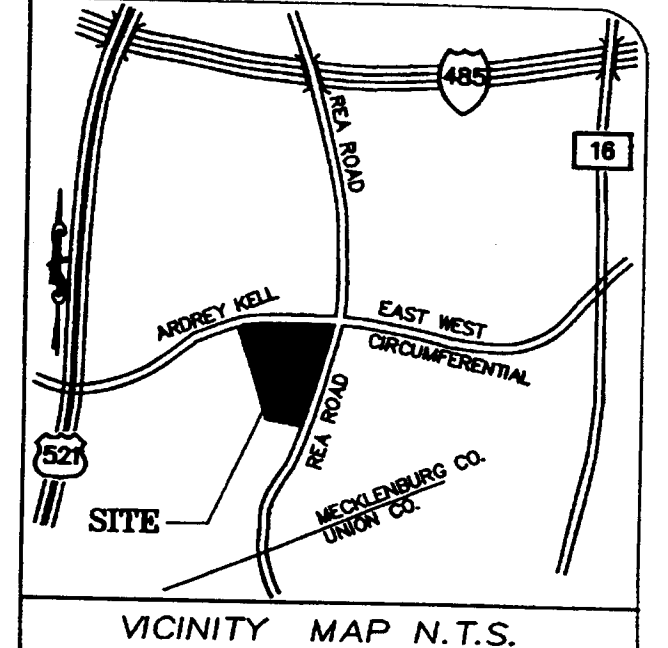 485
REA ROAD
16
ARDREY KELL
EAST WEST
CIRCUMFERENTIAL
REA ROAD
521
SITE
MECKLENBURG CO.
UNION CO.
VICINITY MAP N.T.S.